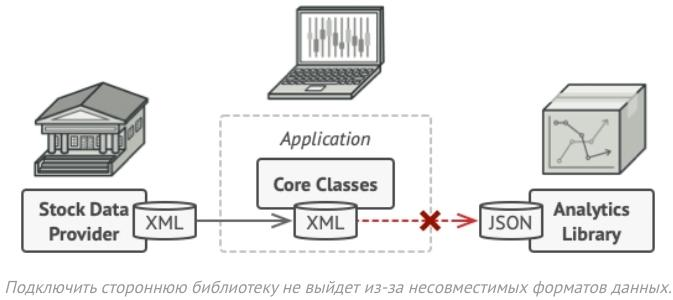 Application
Core Classes
Stock Data
Provider
XML
XML
JSON
Analytics
Library
Подключить стороннюю библиотеку не выйдет из-за несовместимых форматов данных.